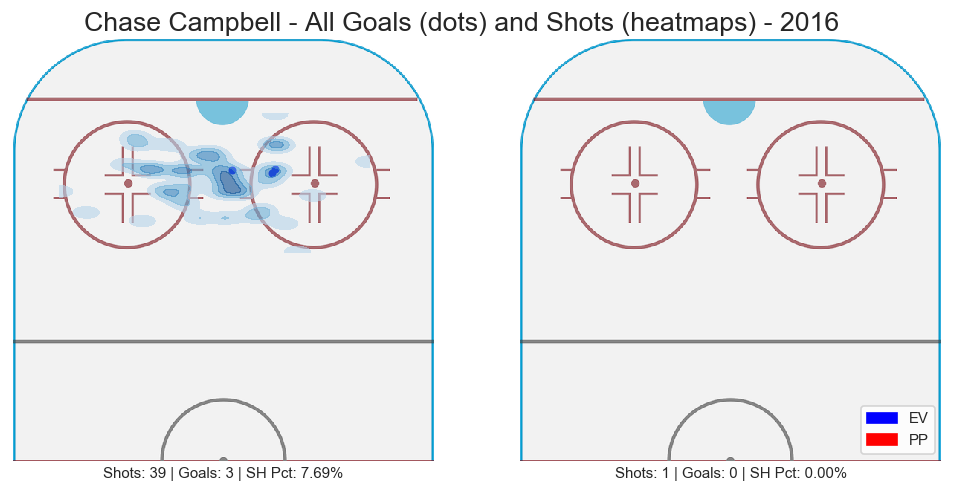 Chase Campbell - All Goals (dots) and Shots (heatmaps) - 2016
EV
PP
Shots: 39 | Goals: 3 | SH Pct: 7.69%
Shots: 1 | Goals: 0 | SH Pct: 0.00%